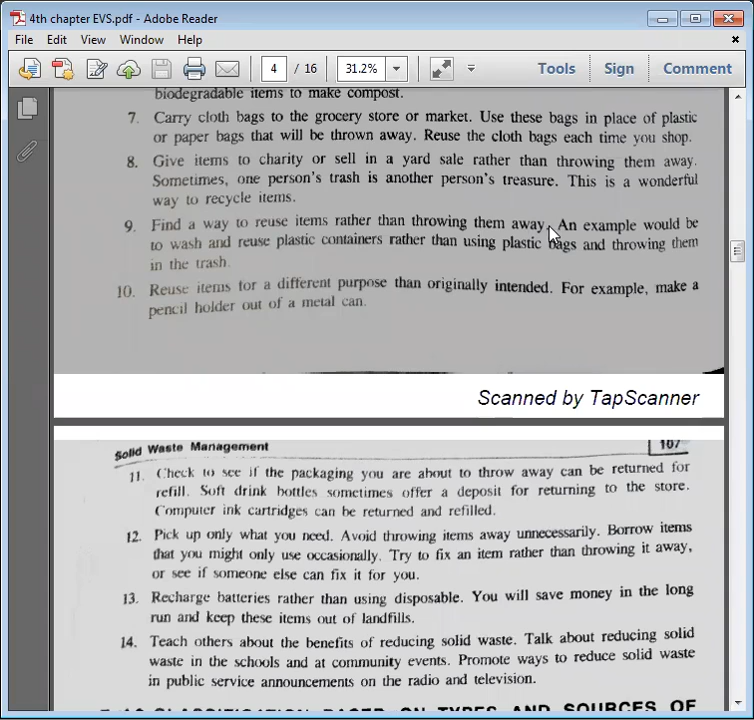 4th chapter EVS.pdf - Adobe Reader
File Edit View Window Help
4 / 16 31.2% Tools Sign Comment
biodegradable items to make compost.
7. Carry cloth bags to the grocery store or market. Use these bags in place of plastic
or paper bags that will be thrown away. Reuse the cloth bags each time you shop.
8. Give items to charity or sell in a yard sale rather than throwing them away.
Sometimes, one person's trash is another person's treasure. This is a wonderful
way to recycle items.
9. Find a way to reuse items rather than throwing them away. An example would be
to wash and reuse plastic containers rather than using plastic bags and throwing them
in the trash.
10. Reuse items for a different purpose than originally intended. For example, make a
pencil holder out of a metal can.
Scanned by TapScanner
Solid Waste Management 107
11. Check to see if the packaging you are about to throw away can be returned for
refill. Soft drink bottles sometimes offer a deposit for returning to the store.
Computer ink cartridges can be returned and refilled.
12. Pick up only what you need. Avoid throwing items away unnecessarily. Borrow items
that you might only use occasionally. Try to fix an item rather than throwing it away,
or see if someone else can fix it for you.
13. Recharge batteries rather than using disposable. You will save money in the long
run and keep these items out of landfills.
14. Teach others about the benefits of reducing solid waste. Talk about reducing solid
waste in the schools and at community events. Promote ways to reduce solid waste
in public service announcements on the radio and television.
CLASSIFICATION BASED ON TYPES AND SOURCES OF